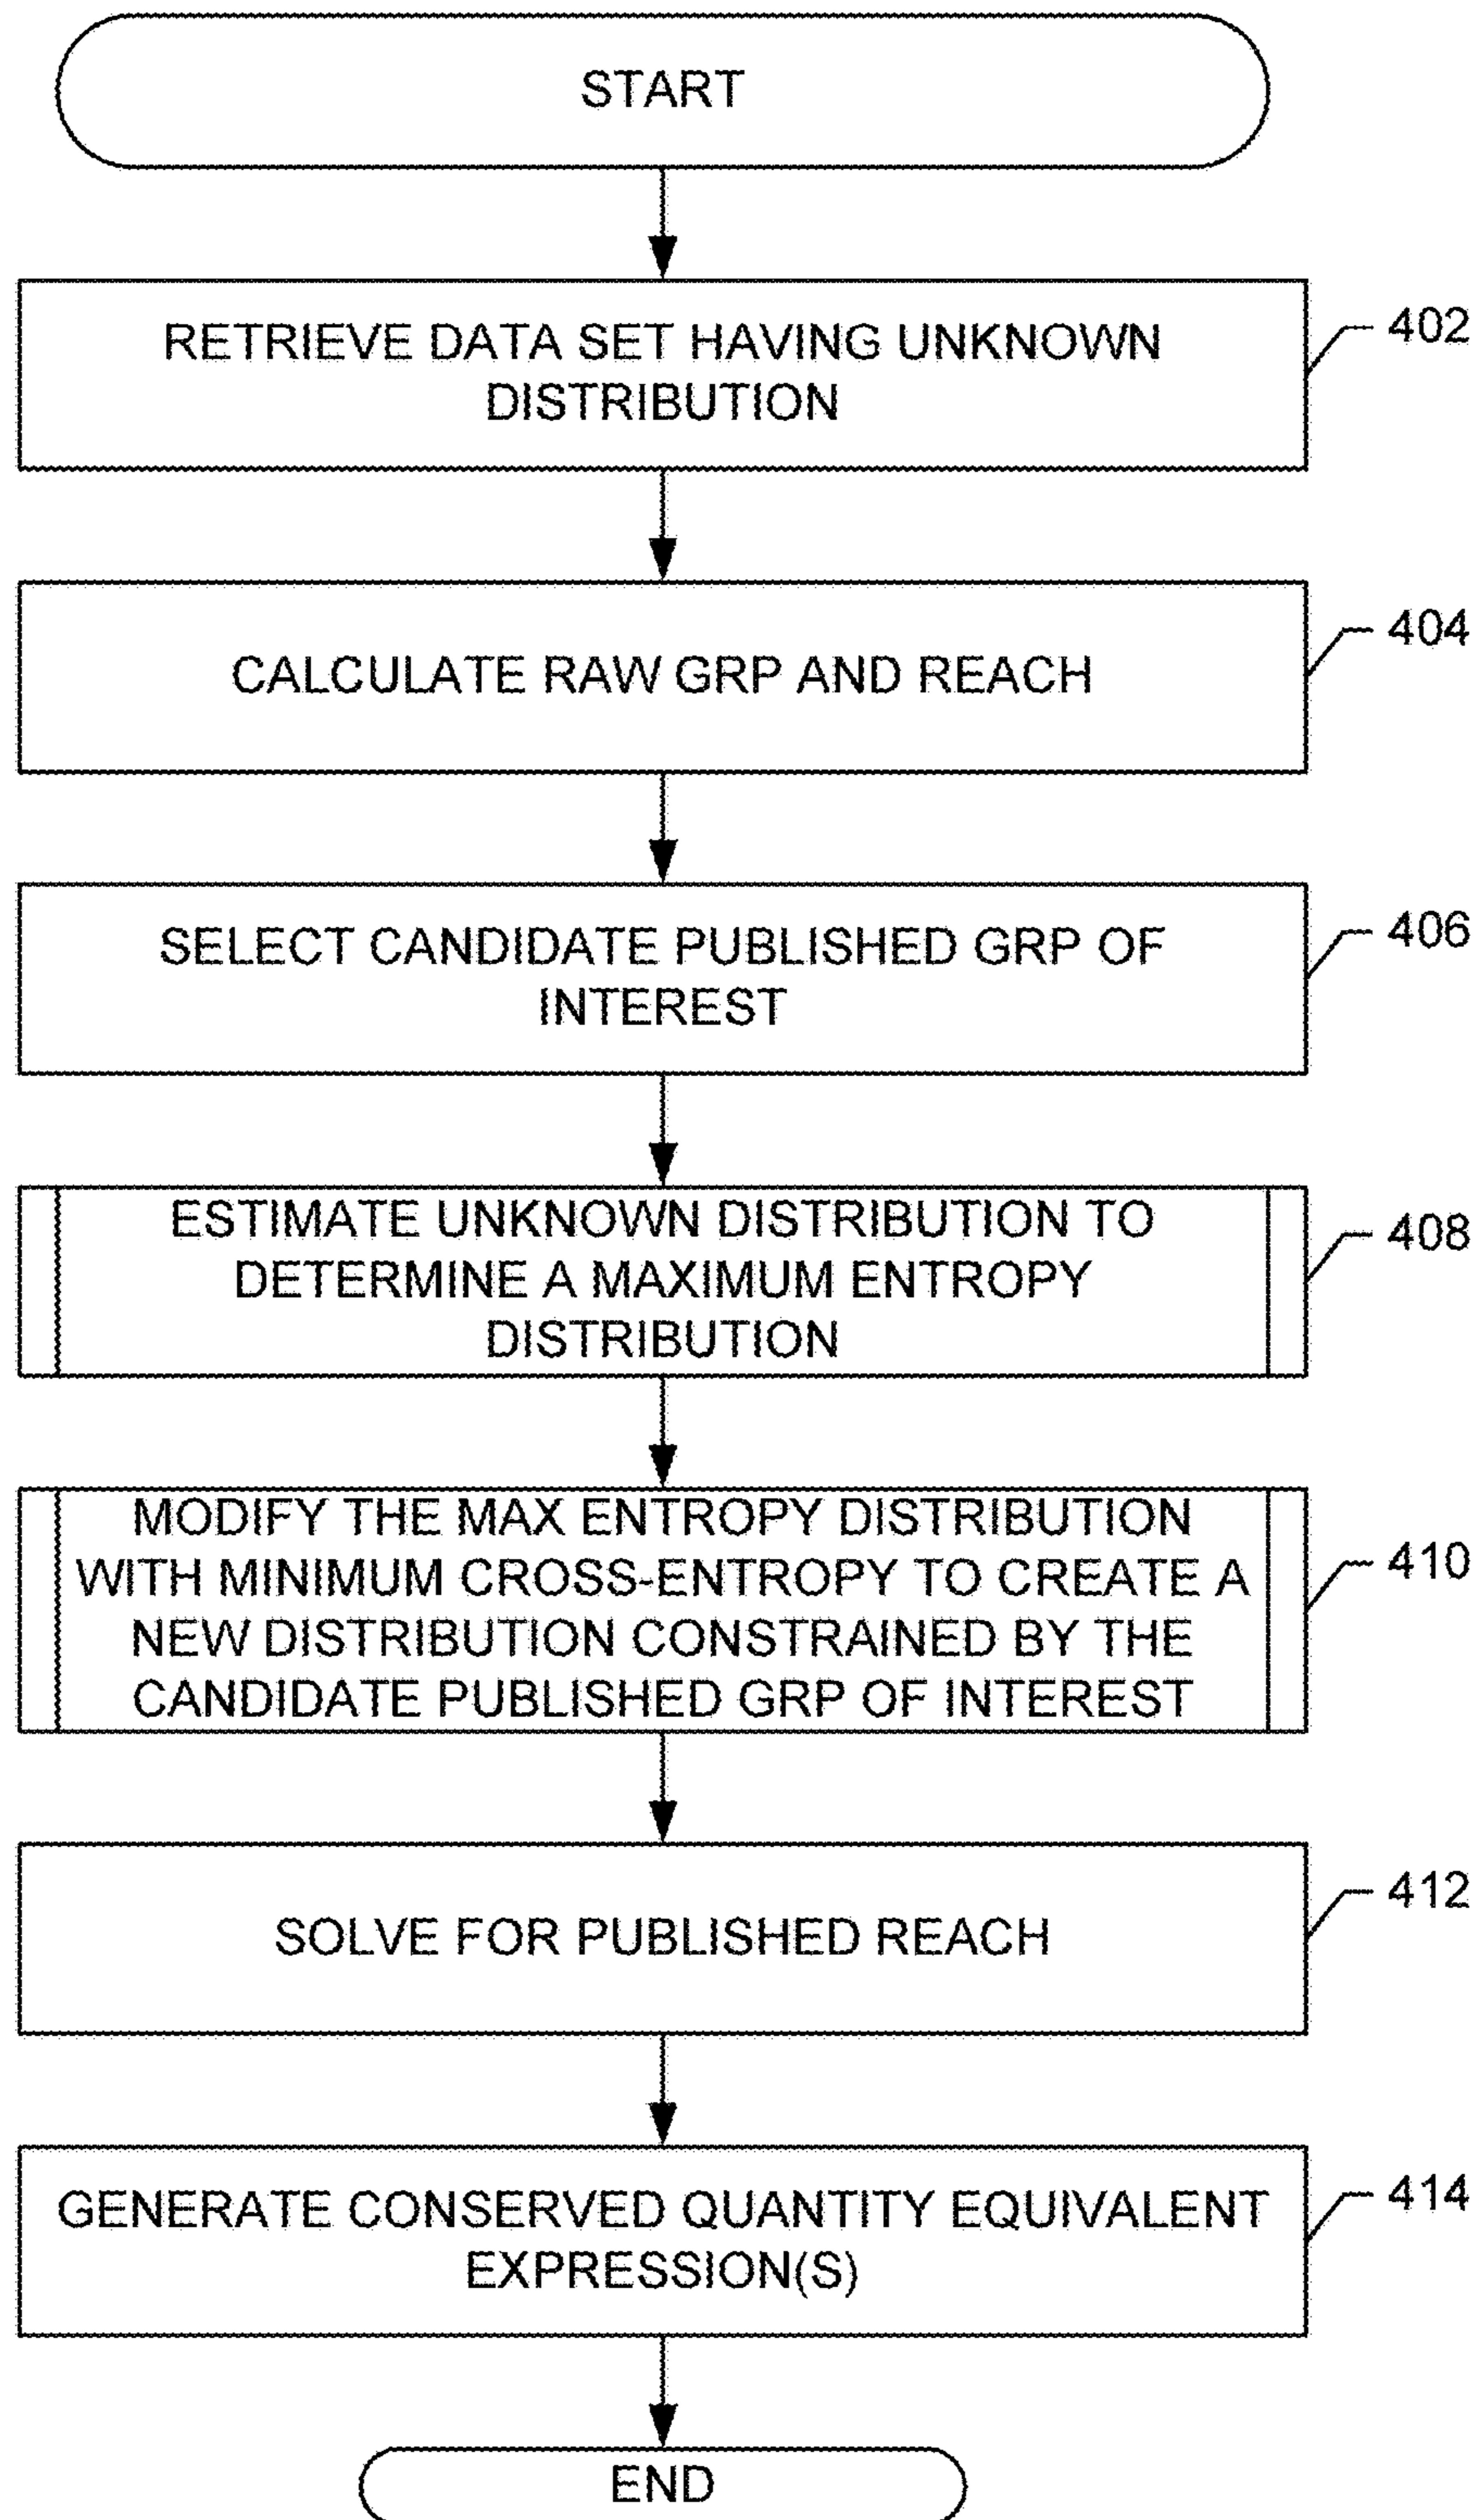 START
RETRIEVE DATA SET HAVING UNKNOWN
DISTRIBUTION
402
CALCULATE RAW GRP AND REACH
404
SELECT CANDIDATE PUBLISHED GRP OF
INTEREST
406
ESTIMATE UNKNOWN DISTRIBUTION TO
DETERMINE A MAXIMUM ENTROPY
DISTRIBUTION
408
MODIFY THE MAX ENTROPY DISTRIBUTION
WITH MINIMUM CROSS-ENTROPY TO CREATE A
NEW DISTRIBUTION CONSTRAINED BY THE
CANDIDATE PUBLISHED GRP OF INTEREST
410
SOLVE FOR PUBLISHED REACH
412
GENERATE CONSERVED QUANTITY EQUIVALENT
EXPRESSION(S)
414
END